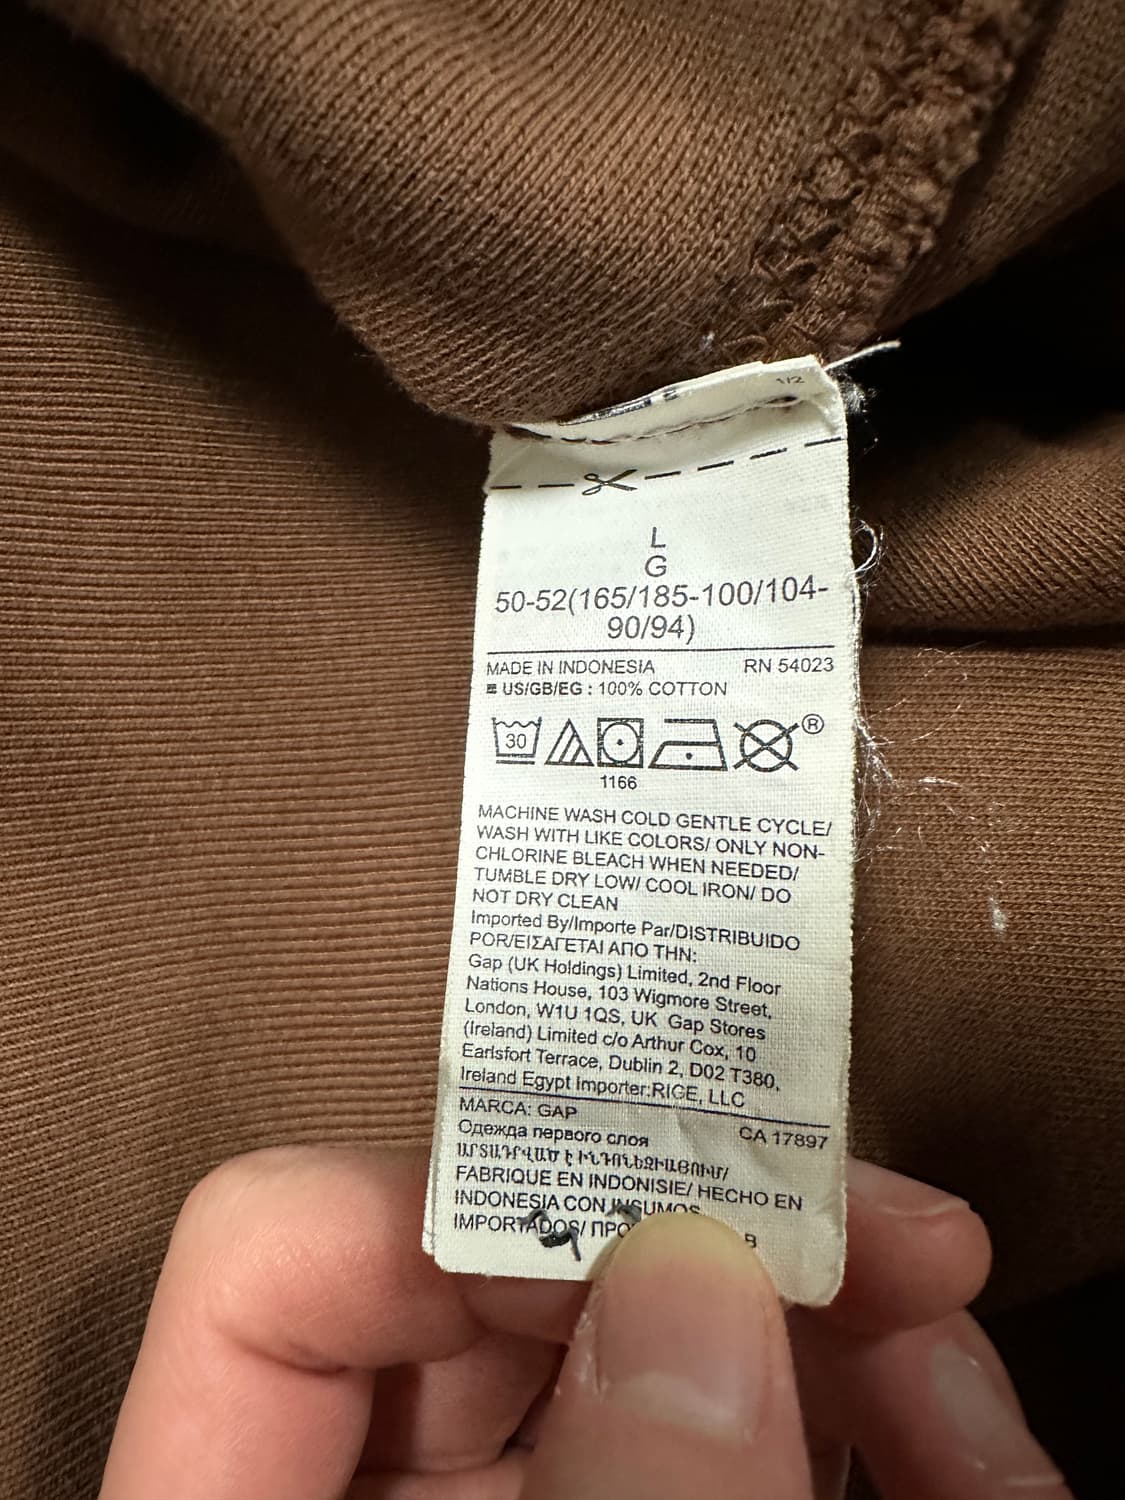 1/2
L
G
50-52(165/185-100/104-
90/94)
MADE IN INDONESIA RN 54023
US/GB/EG : 100% COTTON
30 ®
1166
MACHINE WASH COLD GENTLE CYCLE/
WASH WITH LIKE COLORS/ ONLY NON-
CHLORINE BLEACH WHEN NEEDED/
TUMBLE DRY LOW/ COOL IRON/ DO
NOT DRY CLEAN
Imported By/Importe Par/DISTRIBUIDO
POR/ΕΙΣΑΓΕΤΑΙ ΑΠΟ ΤΗΝ:
Gap (UK Holdings) Limited, 2nd Floor
Nations House, 103 Wigmore Street,
London, W1U 1QS, UK Gap Stores
(Ireland) Limited c/o Arthur Cox, 10
Earlsfort Terrace, Dublin 2, D02 T380,
Ireland Egypt Importer:RIGE, LLC
MARCA: GAP CA 17897
Одежда первого слоя
ԱՐՏԱԴՐՎԱԾ Է ԻՆԴՈՆԵԶԻԱՅՈՒՄ/
FABRIQUE EN INDONISIE/ HECHO EN
INDONESIA CON INSUMOS
IMPORTADOS/